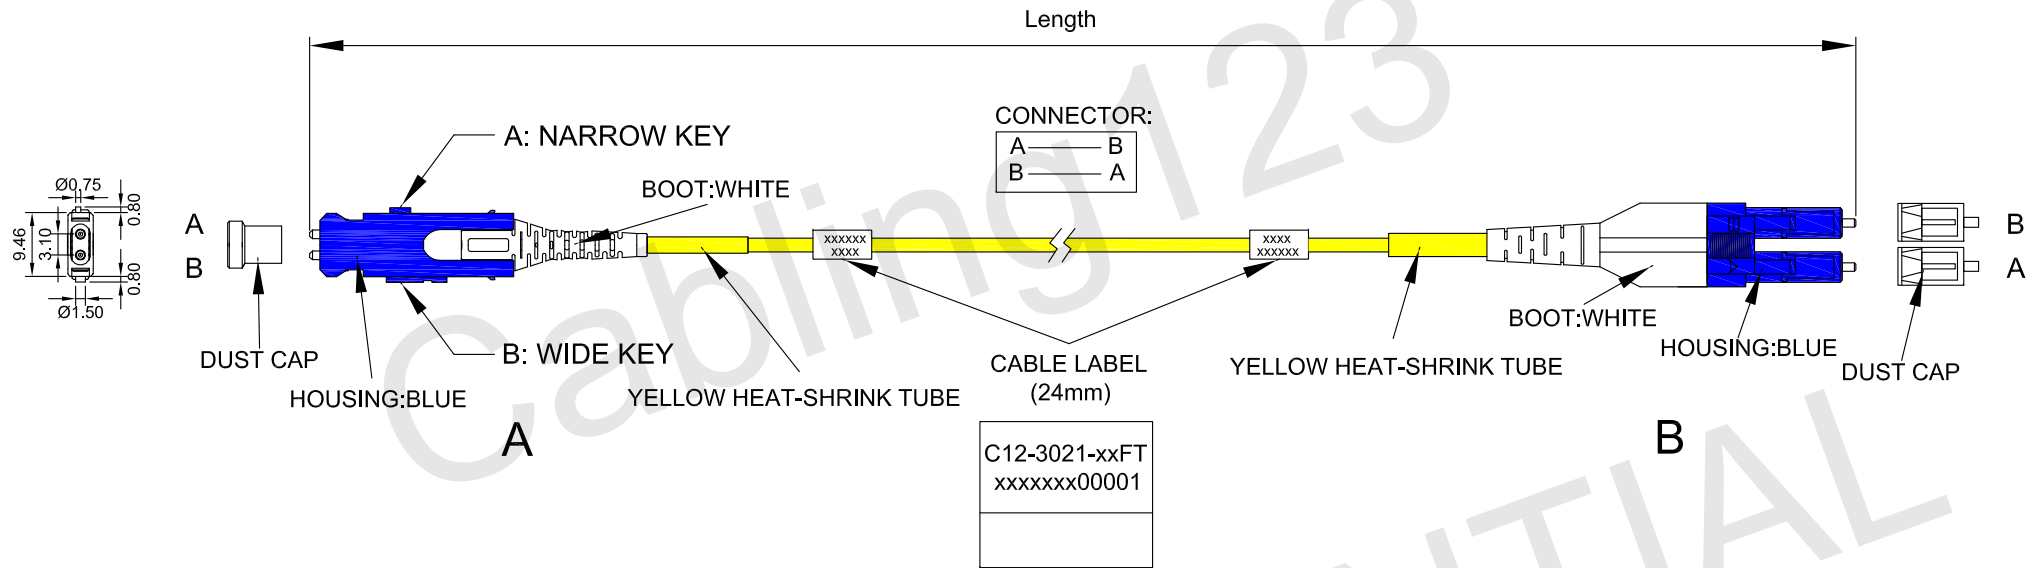 Length
CONNECTOR:
A B
B A
A: NARROW KEY
BOOT:WHITE
Ø0.75
0.80
9.46
3.10
0.80
Ø1.50
A
B
XXXXXX
XXXX
XXXX
XXXXXX
B
A
BOOT:WHITE
B: WIDE KEY
DUST CAP
HOUSING:BLUE
YELLOW HEAT-SHRINK TUBE
CABLE LABEL
(24mm)
YELLOW HEAT-SHRINK TUBE
HOUSING:BLUE
DUST CAP
A
B
C12-3021-xxFT
xxxxxxx00001
Cabling123
NTIAL